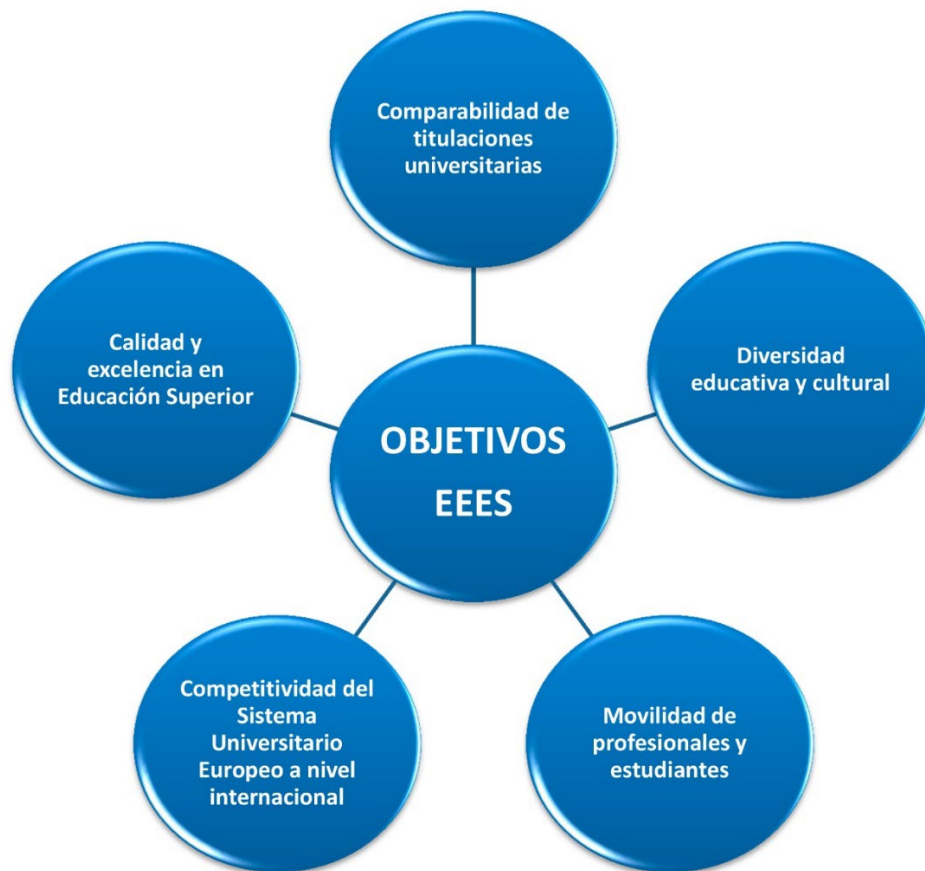 Comparabilidad de
titulaciones
universitarias
Calidad y
excelencia en
Educación Superior
Diversidad
educativa y cultural
OBJETIVOS
EEES
Competitividad del
Sistema
Universitario
Europeo a nivel
internacional
Movilidad de
profesionales y
estudiantes